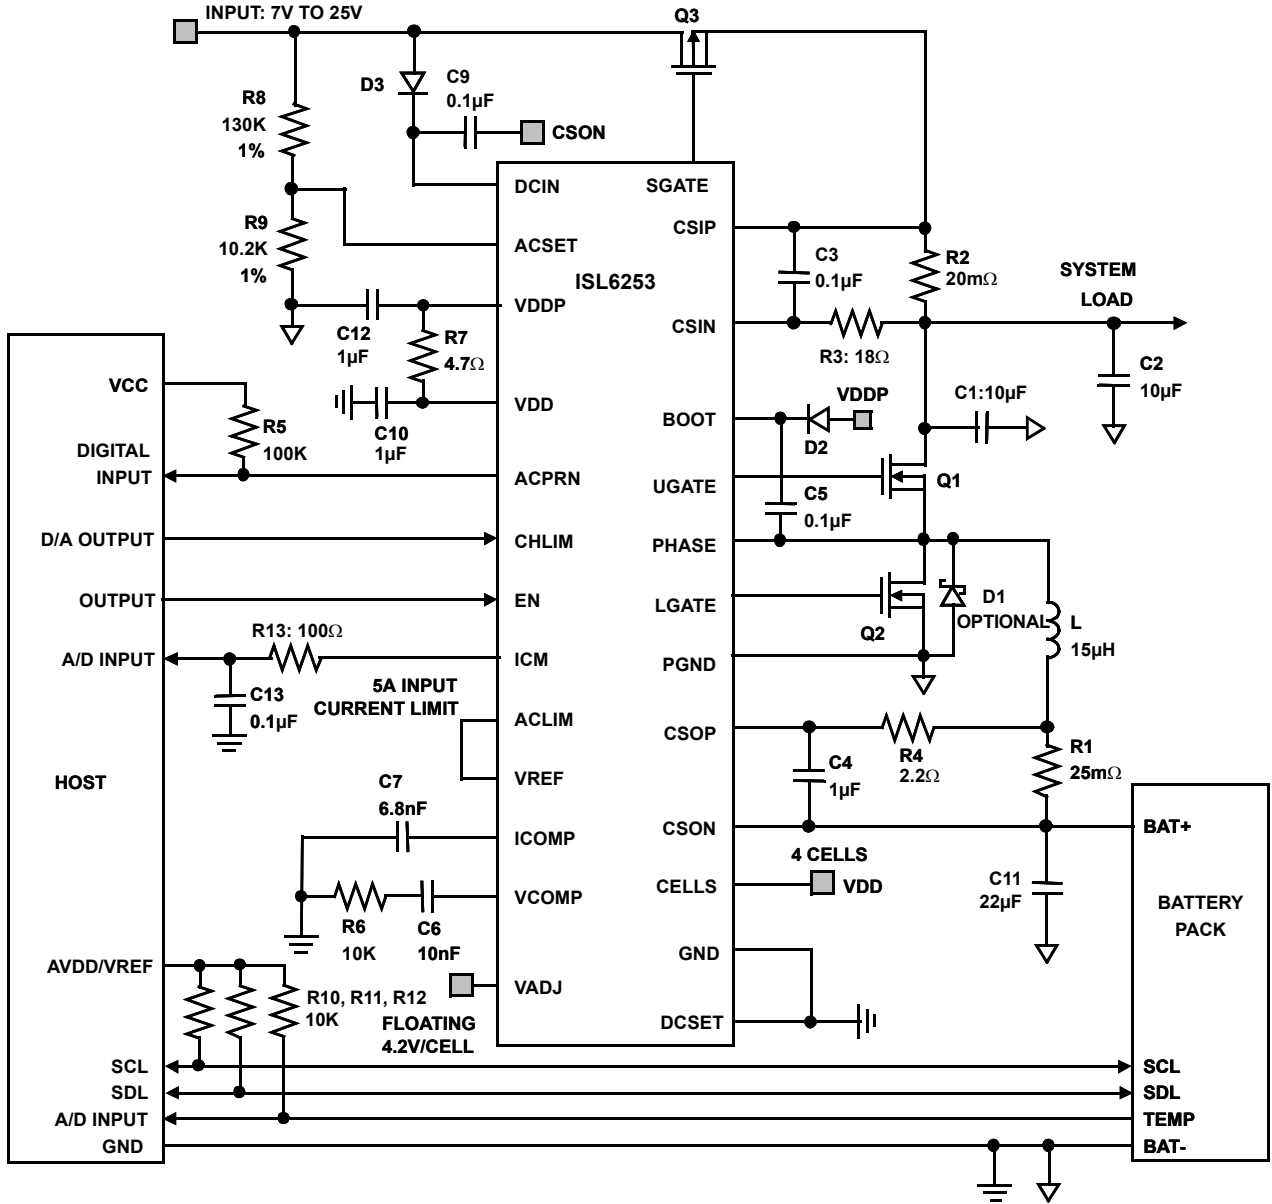 INPUT: 7V TO 25V
Q3
R8
130K
1%
D3
C9
0.1µF
CSON
R9
10.2K
1%
DCIN
SGATE
ACSET
CSIP
ISL6253
C3
0.1µF
R2
20mΩ
SYSTEM
LOAD
VDDP
CSIN
C12
1µF
R7
4.7Ω
R3: 18Ω
C2
10µF
VCC
VDD
VDDP
C1:10µF
BOOT
D2
R5
100K
C10
1µF
DIGITAL
INPUT
ACPRN
UGATE
Q1
C5
0.1µF
D/A OUTPUT
CHLIM
PHASE
OUTPUT
EN
LGATE
Q2
D1
OPTIONAL
L
15µH
R13: 100Ω
A/D INPUT
ICM
PGND
C13
0.1µF
5A INPUT
CURRENT LIMIT
ACLIM
CSOP
R4
2.2Ω
R1
25mΩ
HOST
VREF
C4
1µF
C7
6.8nF
ICOMP
CSON
BAT+
4 CELLS
CELLS
VDD
C11
22µF
BATTERY
PACK
VCOMP
R6
10K
C6
10nF
GND
AVDD/VREF
R10, R11, R12
10K
VADJ
FLOATING
4.2V/CELL
DCSET
SCL
SCL
SDL
SDL
A/D INPUT
TEMP
GND
BAT-